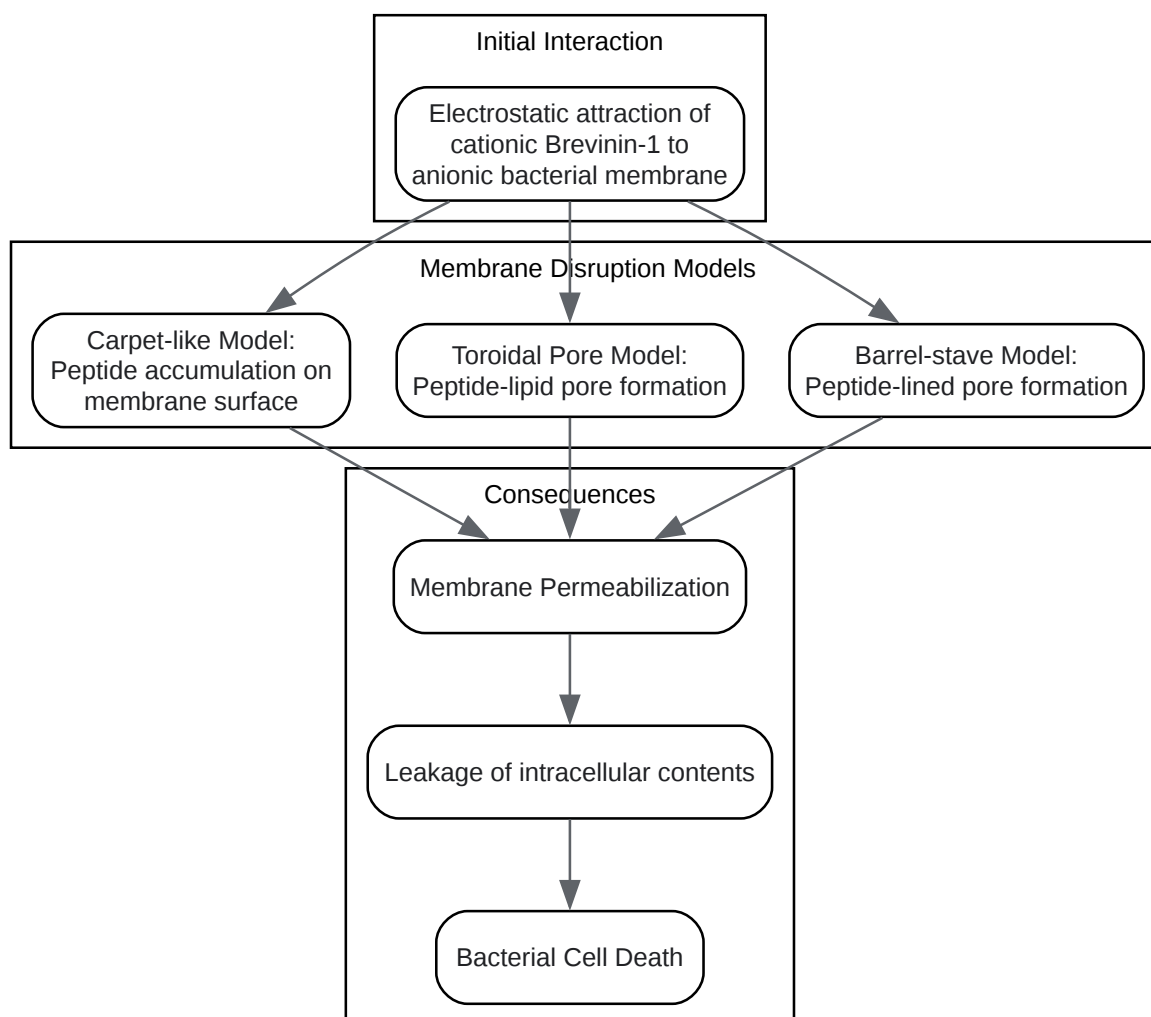 Initial Interaction
Electrostatic attraction of
cationic Brevinin-1 to
anionic bacterial membrane
Membrane Disruption Models
Carpet-like Model:
Peptide accumulation on
membrane surface
Toroidal Pore Model:
Peptide-lipid pore formation
Barrel-stave Model:
Peptide-lined pore formation
Consequences
Membrane Permeabilization
Leakage of intracellular contents
Bacterial Cell Death